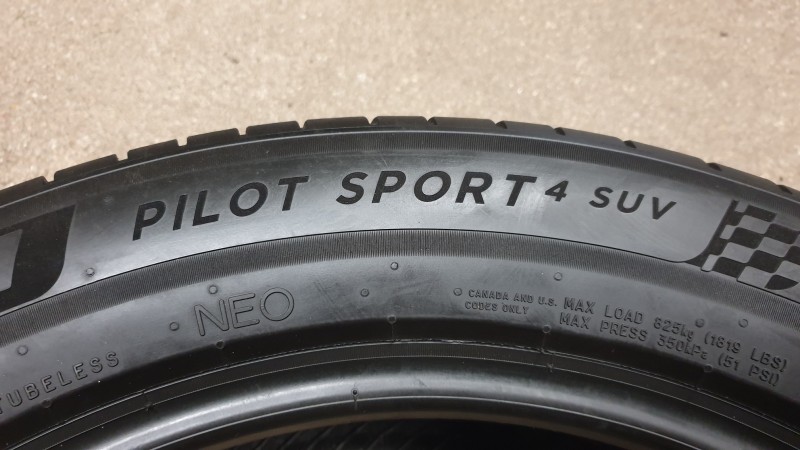 PILOT SPORT 4 SUV
NEO
TUBELESS
CANADA AND U.S.
CODES ONLY
MAX LOAD 825kg (1819 LBS)
MAX PRESS 350kPa (51 PSI)